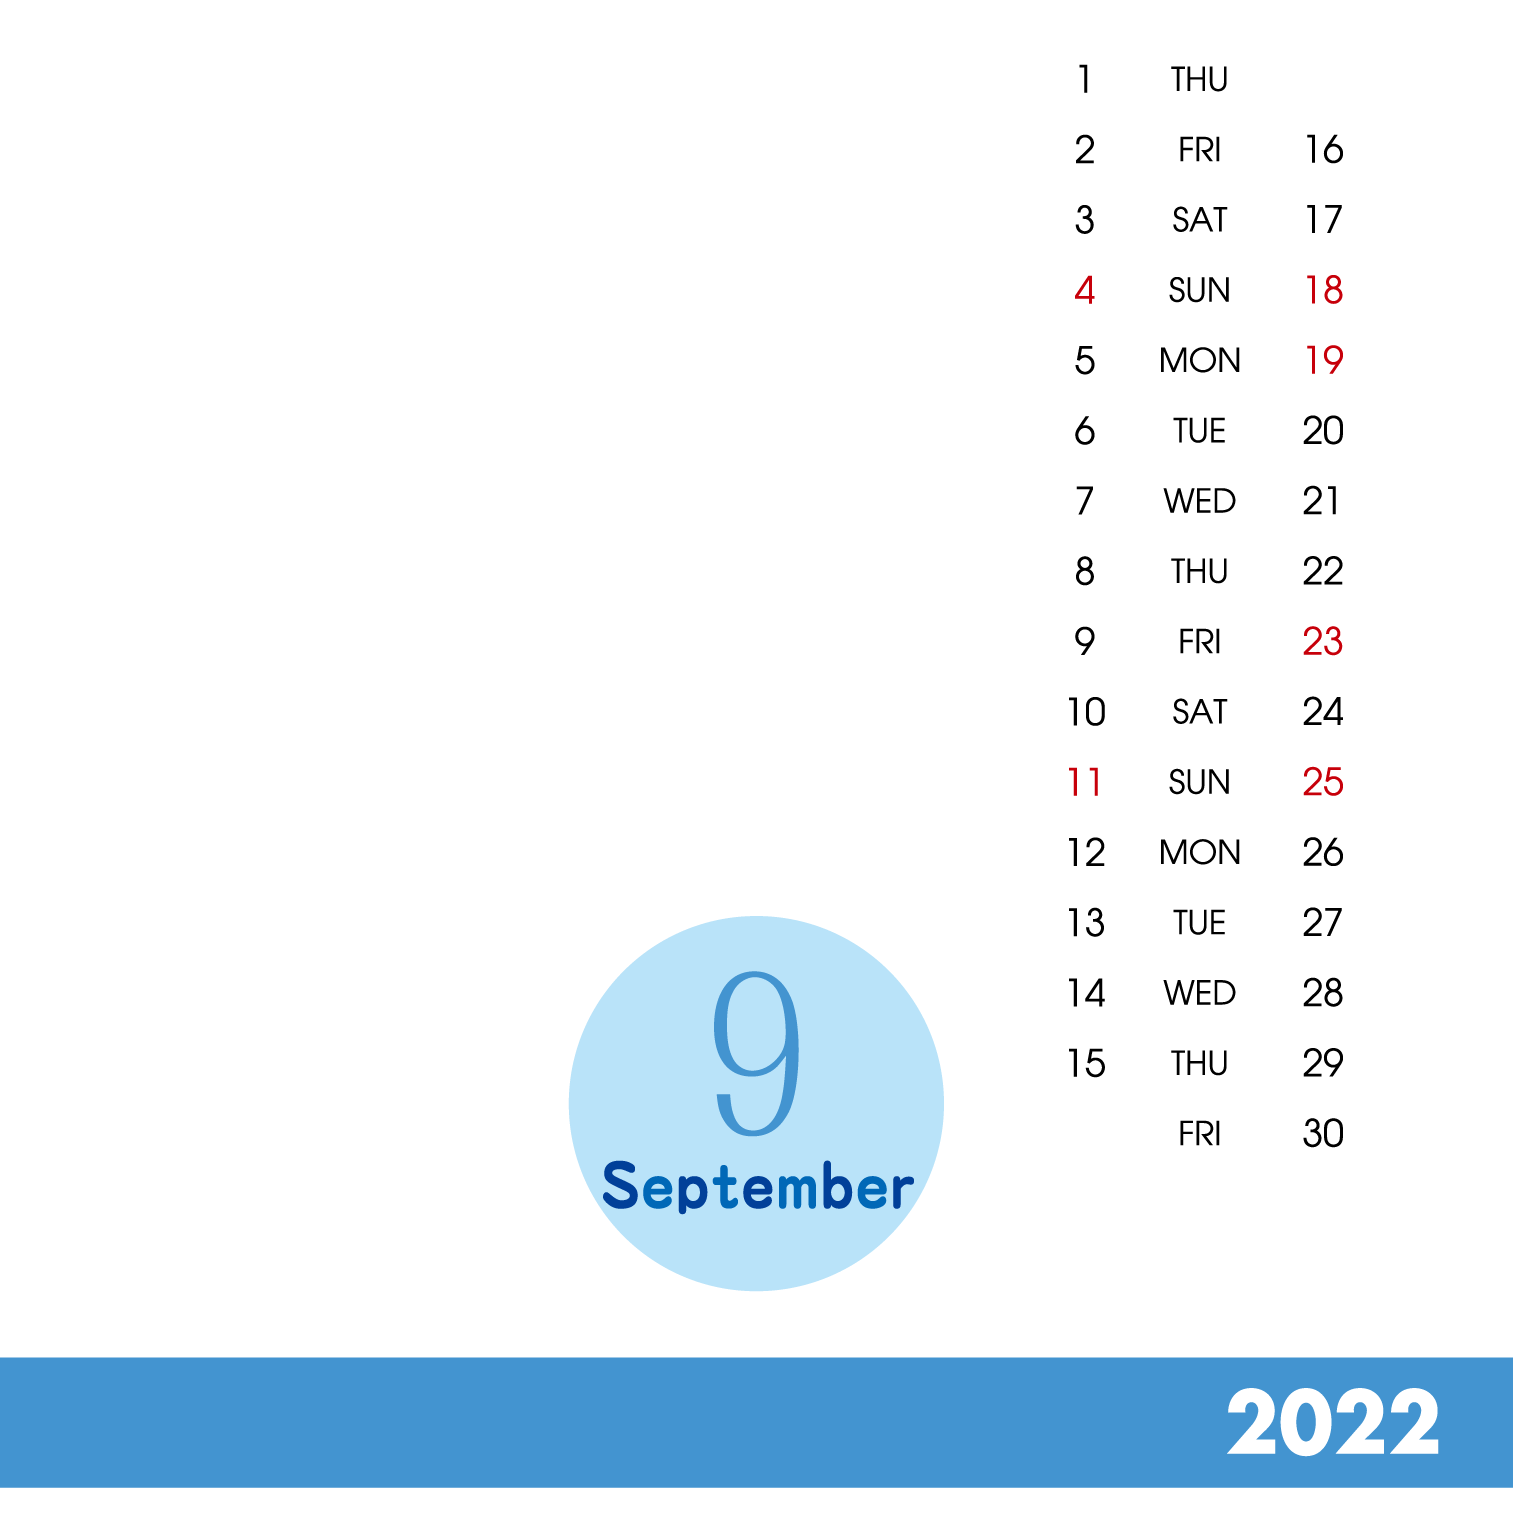 1 THU
2 FRI 16
3 SAT 17
4 SUN 18
5 MON 19
6 TUE 20
7 WED 21
8 THU 22
9 FRI 23
10 SAT 24
11 SUN 25
12 MON 26
13 TUE 27
14 WED 28
15 THU 29
FRI 30
9
September
2022